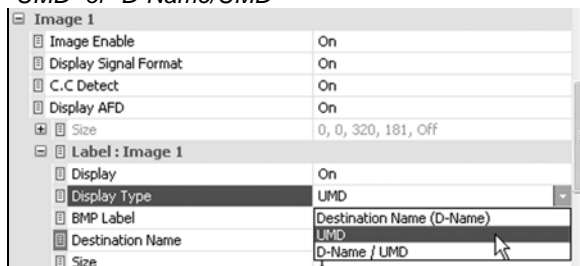 "UMD" or "D-Name/UMD"
Image 1
Image Enable On
Display Signal Format On
C.C Detect On
Display AFD On
Size 0, 0, 320, 181, Off
Label : Image 1
Display On
Display Type UMD
BMP Label Destination Name (D-Name)
Destination Name UMD
Size D-Name / UMD